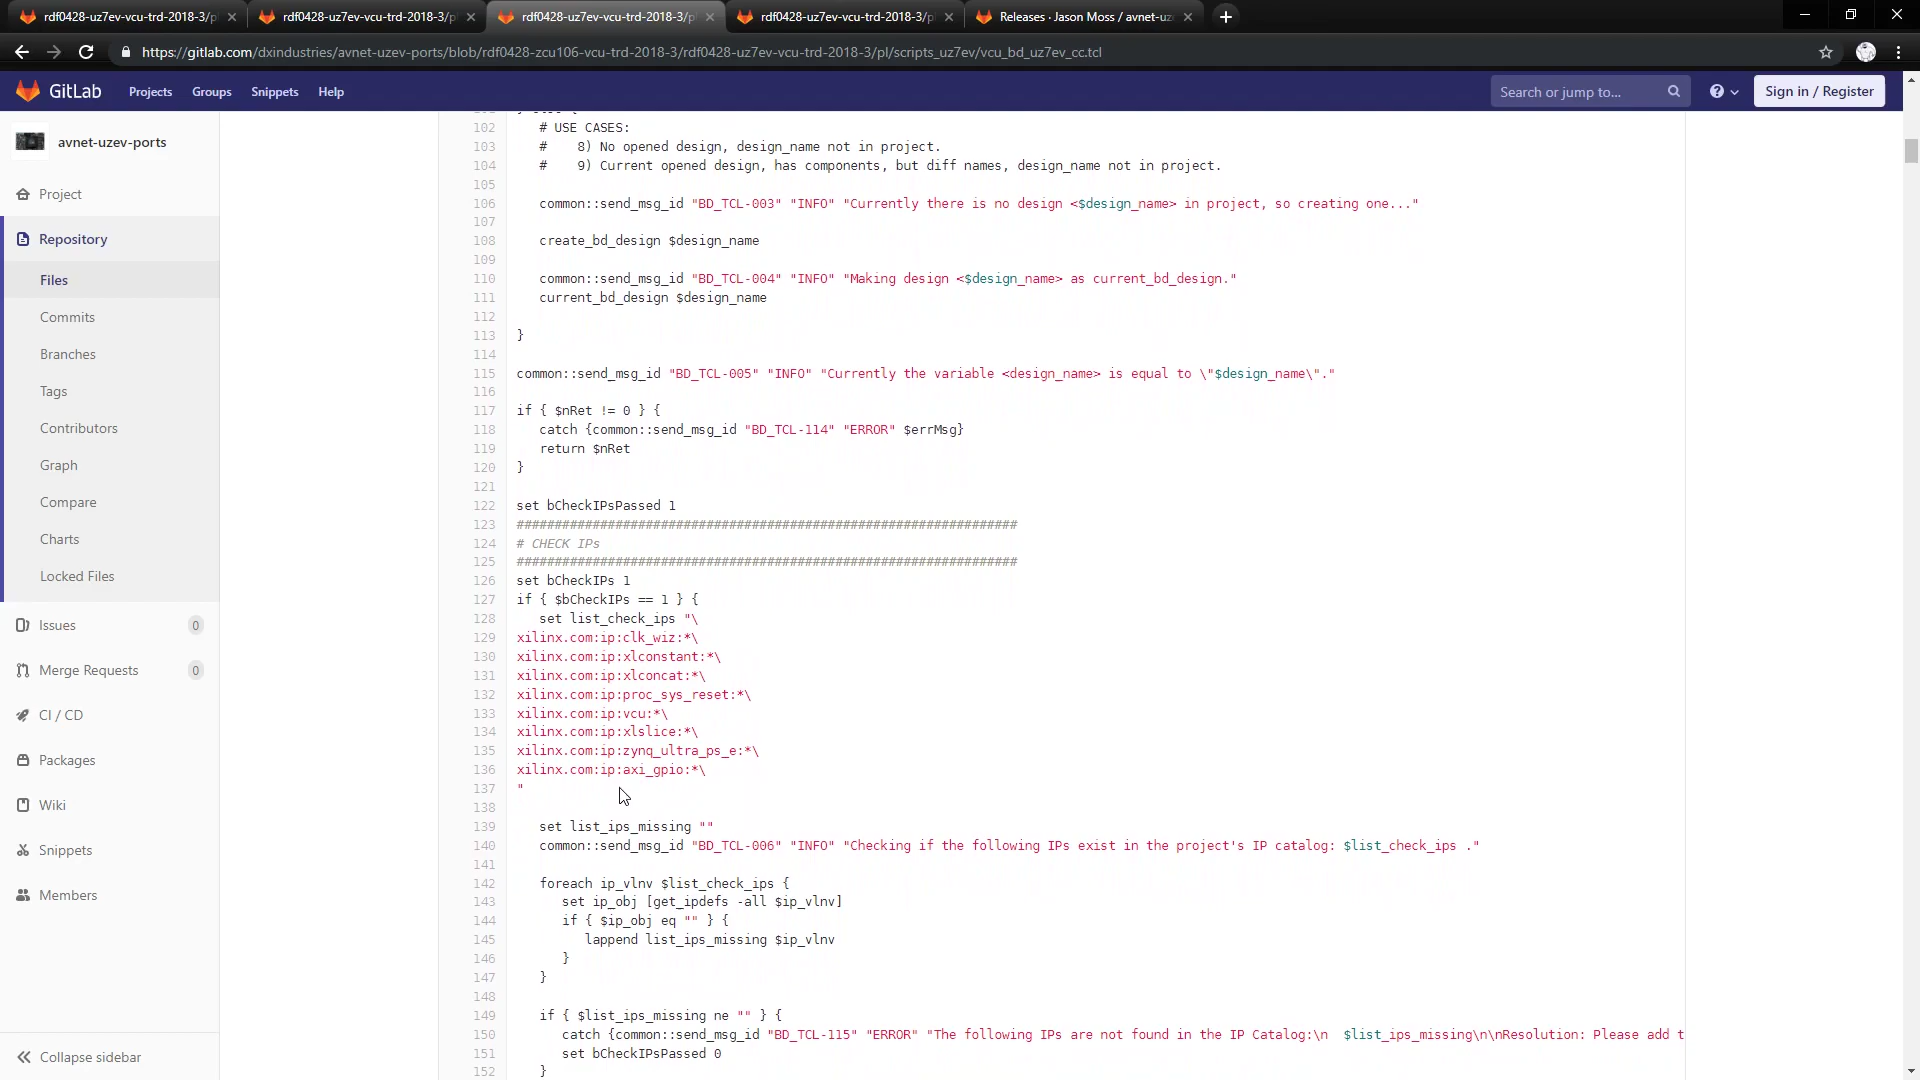 rdf0428-uz7ev-vcu-trd-2018-3/p
rdf0428-uz7ev-vcu-trd-2018-3/p
rdf0428-uz7ev-vcu-trd-2018-3/p
rdf0428-uz7ev-vcu-trd-2018-3/p
Releases · Jason Moss / avnet-uz
https://gitlab.com/dxindustries/avnet-uzev-ports/blob/rdf0428-zcu106-vcu-trd-2018-3/rdf0428-uz7ev-vcu-trd-2018-3/pl/scripts_uz7ev/vcu_bd_uz7ev_cc.tcl
GitLab Projects Groups Snippets Help Search or jump to... Sign in / Register
avnet-uzev-ports
Project
Repository
Files
Commits
Branches
Tags
Contributors
Graph
Compare
Charts
Locked Files
Issues 0
Merge Requests 0
CI / CD
Packages
Wiki
Snippets
Members
Collapse sidebar
102 # USE CASES:
103 # 8) No opened design, design_name not in project.
104 # 9) Current opened design, has components, but diff names, design_name not in project.
105
106 common::send_msg_id "BD_TCL-003" "INFO" "Currently there is no design <$design_name> in project, so creating one..."
107
108 create_bd_design $design_name
109
110 common::send_msg_id "BD_TCL-004" "INFO" "Making design <$design_name> as current_bd_design."
111 current_bd_design $design_name
112
113 }
114
115 common::send_msg_id "BD_TCL-005" "INFO" "Currently the variable <design_name> is equal to \"$design_name\"."
116
117 if { $nRet != 0 } {
118 catch {common::send_msg_id "BD_TCL-114" "ERROR" $errMsg}
119 return $nRet
120 }
121
122 set bCheckIPsPassed 1
123 ##################################################################
124 # CHECK IPs
125 ##################################################################
126 set bCheckIPs 1
127 if { $bCheckIPs == 1 } {
128 set list_check_ips "\
129 xilinx.com:ip:clk_wiz:*\
130 xilinx.com:ip:xlconstant:*\
131 xilinx.com:ip:xlconcat:*\
132 xilinx.com:ip:proc_sys_reset:*\
133 xilinx.com:ip:vcu:*\
134 xilinx.com:ip:xlslice:*\
135 xilinx.com:ip:zynq_ultra_ps_e:*\
136 xilinx.com:ip:axi_gpio:*\
137 "
138
139 set list_ips_missing ""
140 common::send_msg_id "BD_TCL-006" "INFO" "Checking if the following IPs exist in the project's IP catalog: $list_check_ips ."
141
142 foreach ip_vlnv $list_check_ips {
143 set ip_obj [get_ipdefs -all $ip_vlnv]
144 if { $ip_obj eq "" } {
145 lappend list_ips_missing $ip_vlnv
146 }
147 }
148
149 if { $list_ips_missing ne "" } {
150 catch {common::send_msg_id "BD_TCL-115" "ERROR" "The following IPs are not found in the IP Catalog:\n $list_ips_missing\n\nResolution: Please add t
151 set bCheckIPsPassed 0
152 }